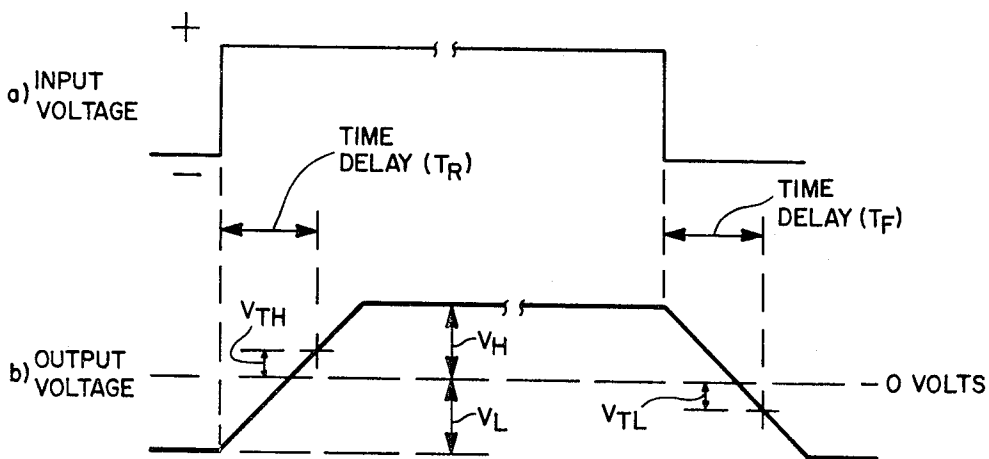 +
a) INPUT
VOLTAGE
–
TIME
DELAY (TR)
TIME
DELAY (TF)
VTH
VH
b) OUTPUT
VOLTAGE
0 VOLTS
VL
VTL